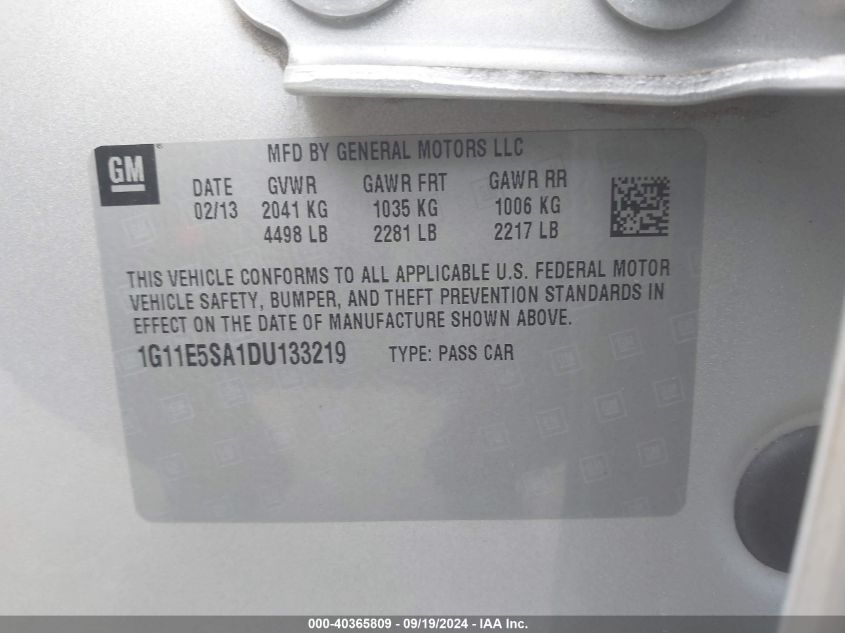 GM
MFD BY GENERAL MOTORS LLC
DATE GVWR GAWR FRT GAWR RR
02/13 2041 KG 1035 KG 1006 KG
4498 LB 2281 LB 2217 LB
THIS VEHICLE CONFORMS TO ALL APPLICABLE U.S. FEDERAL MOTOR
VEHICLE SAFETY, BUMPER, AND THEFT PREVENTION STANDARDS IN
EFFECT ON THE DATE OF MANUFACTURE SHOWN ABOVE.
1G11E5SA1DU133219 TYPE: PASS CAR
000-40365809 - 09/19/2024 - IAA Inc.